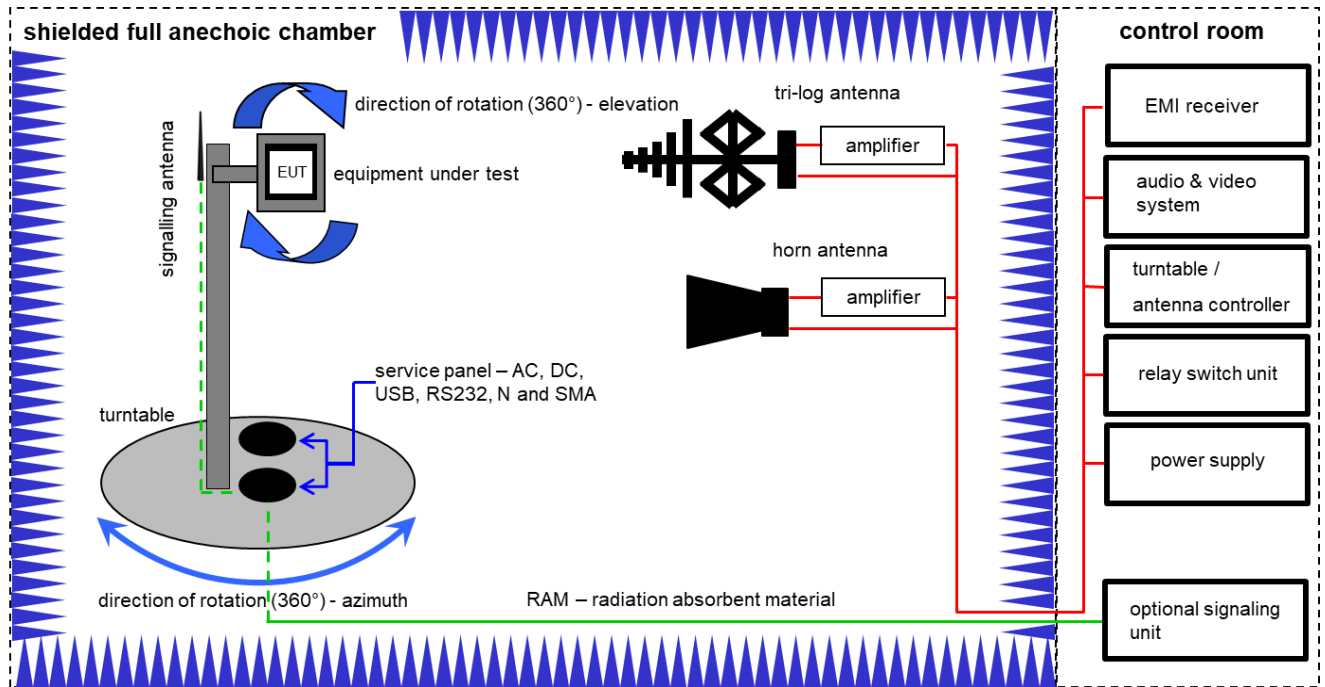 shielded full anechoic chamber
control room
direction of rotation (360°) - elevation
tri-log antenna
EMI receiver
signalling antenna
EUT
equipment under test
amplifier
audio & video
system
horn antenna
amplifier
turntable /
antenna controller
service panel – AC, DC,
USB, RS232, N and SMA
relay switch unit
turntable
power supply
direction of rotation (360°) - azimuth
RAM – radiation absorbent material
optional signaling
unit